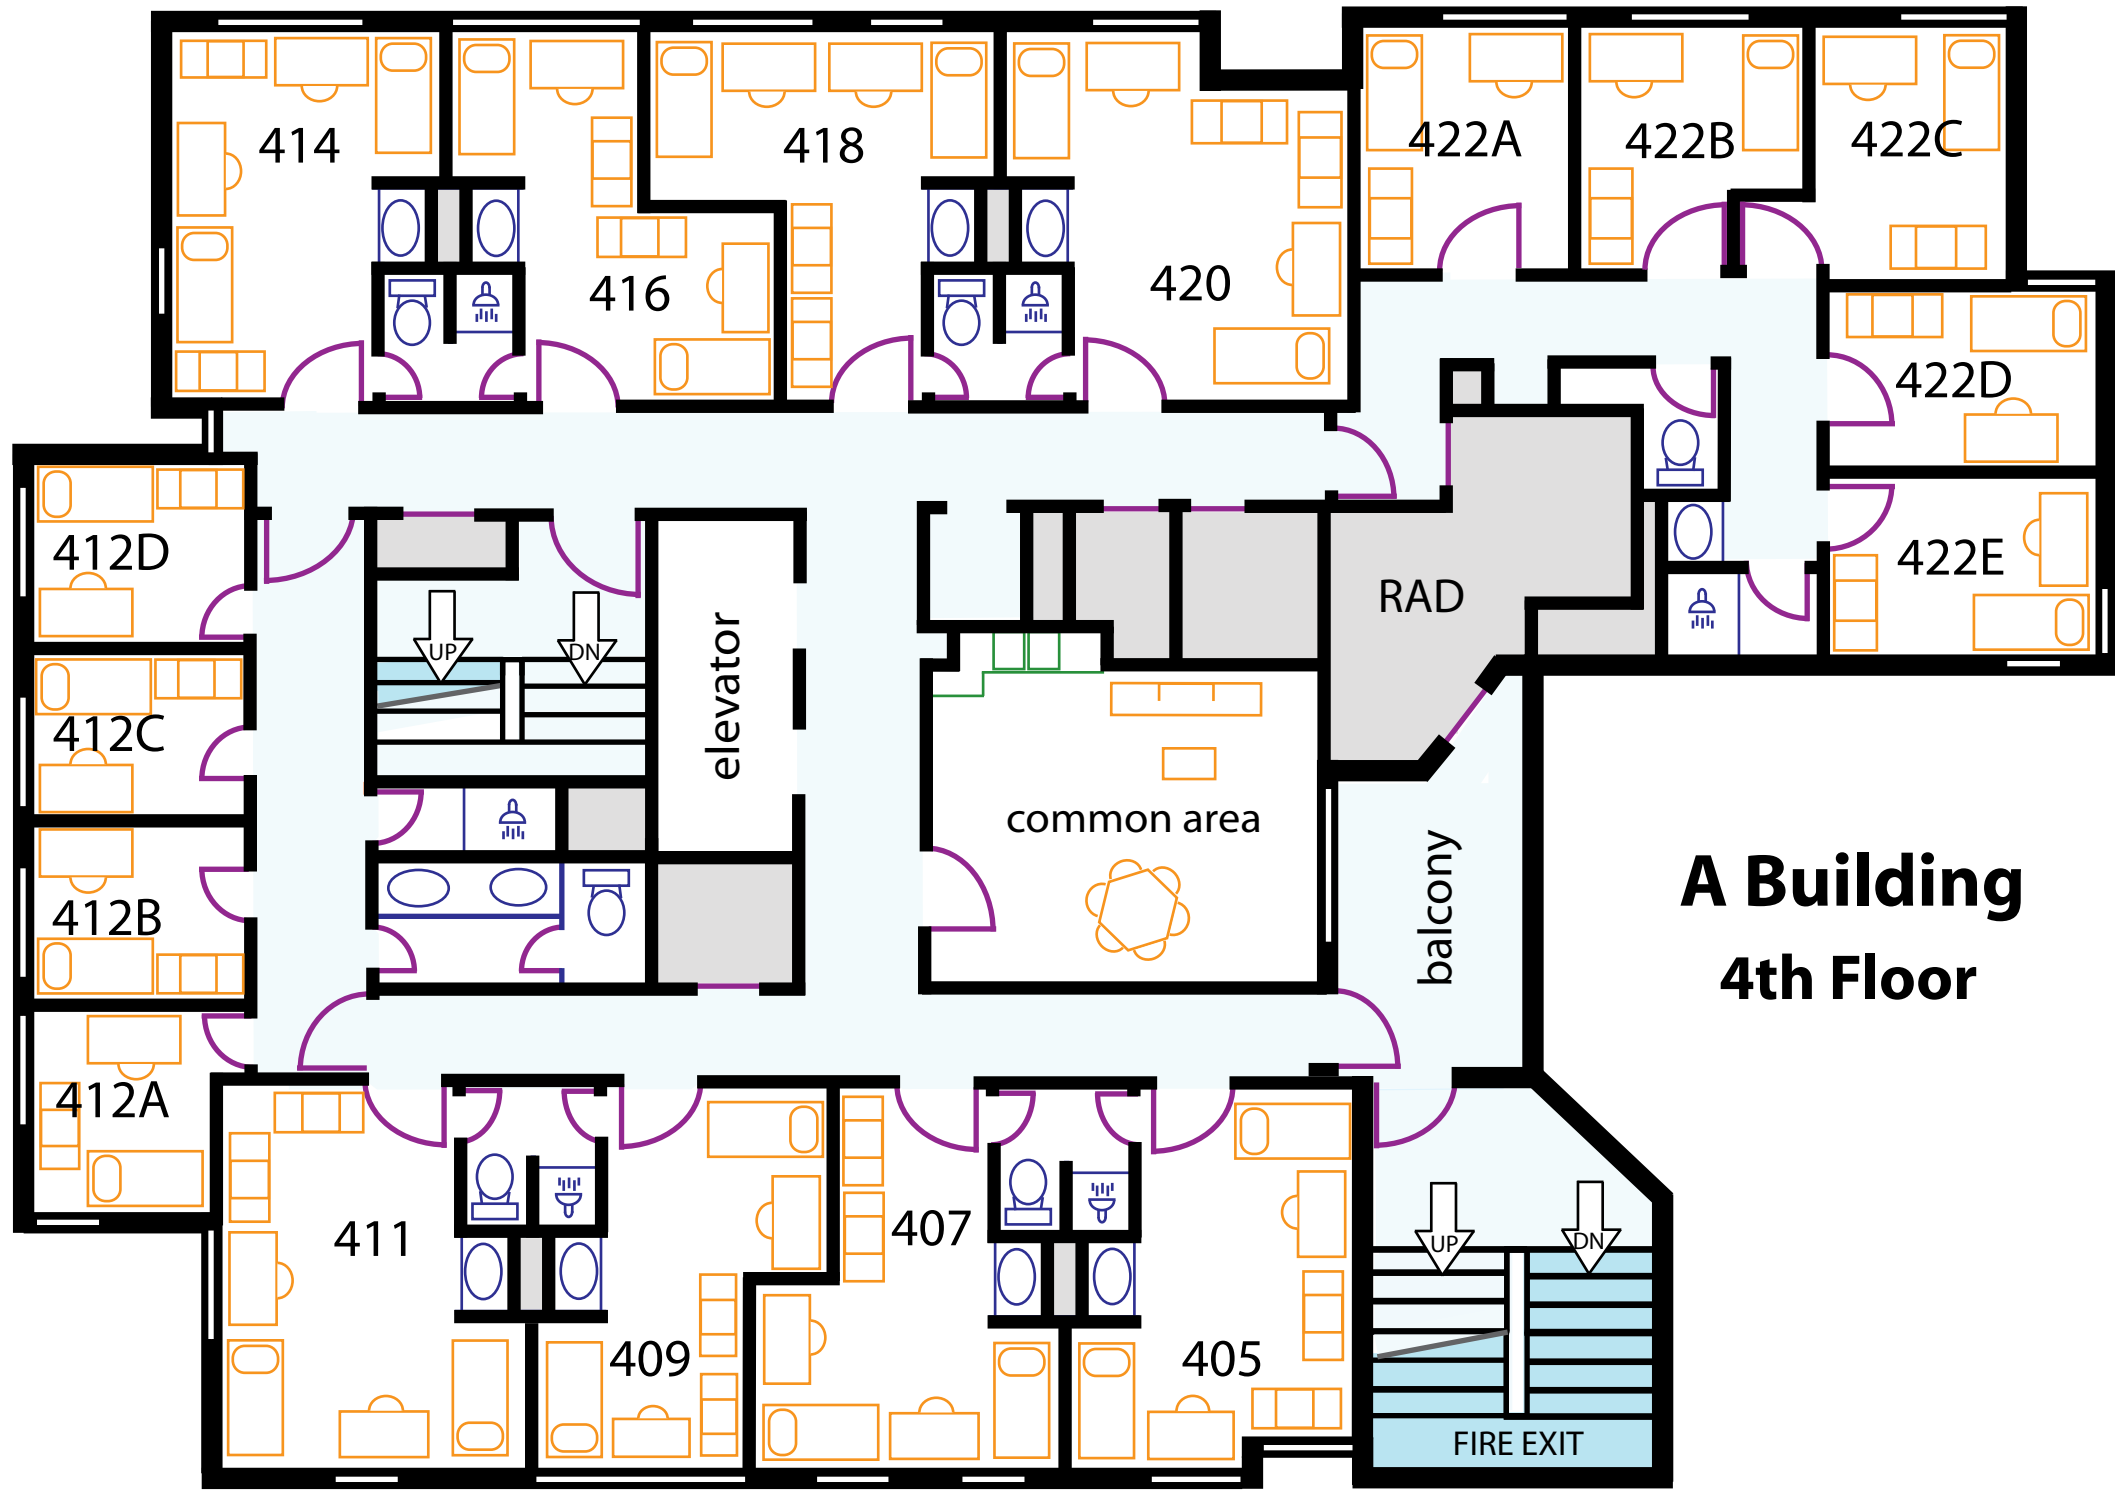 414
416
418
420
422A
422B
422C
422D
422E
412D
412C
412B
412A
UP
DN
elevator
RAD
common area
balcony
A Building
4th Floor
411
409
407
405
UP
DN
FIRE EXIT